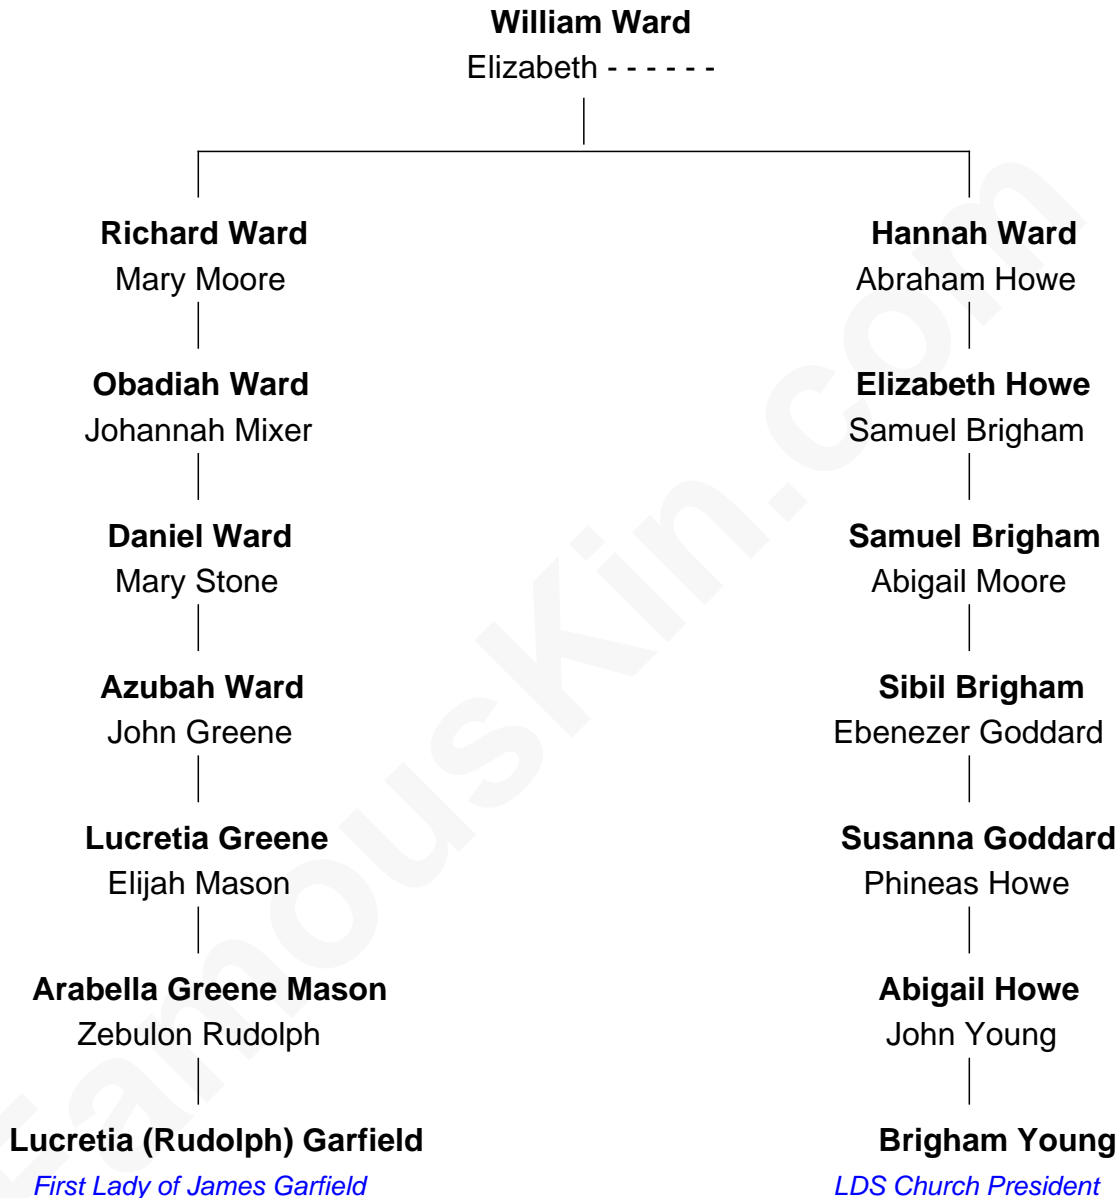 William Ward
Elizabeth - - - - - -
Richard Ward
Mary Moore
Hannah Ward
Abraham Howe
Obadiah Ward
Johannah Mixer
Elizabeth Howe
Samuel Brigham
Daniel Ward
Mary Stone
Samuel Brigham
Abigail Moore
Azubah Ward
John Greene
Sibil Brigham
Ebenezer Goddard
Lucretia Greene
Elijah Mason
Susanna Goddard
Phineas Howe
Arabella Greene Mason
Zebulon Rudolph
Abigail Howe
John Young
Lucretia (Rudolph) Garfield
First Lady of James Garfield
Brigham Young
LDS Church President
FamousKin.com